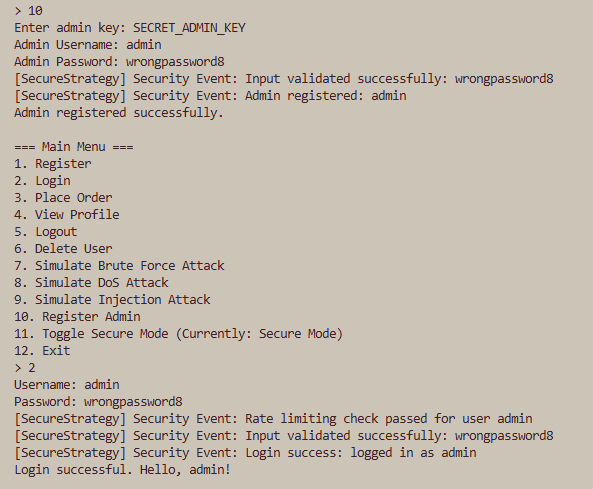 > 10
Enter admin key: SECRET_ADMIN_KEY
Admin Username: admin
Admin Password: wrongpassword8
[SecureStrategy] Security Event: Input validated successfully: wrongpassword8
[SecureStrategy] Security Event: Admin registered: admin
Admin registered successfully.

=== Main Menu ===
1. Register
2. Login
3. Place Order
4. View Profile
5. Logout
6. Delete User
7. Simulate Brute Force Attack
8. Simulate DoS Attack
9. Simulate Injection Attack
10. Register Admin
11. Toggle Secure Mode (Currently: Secure Mode)
12. Exit
> 2
Username: admin
Password: wrongpassword8
[SecureStrategy] Security Event: Rate limiting check passed for user admin
[SecureStrategy] Security Event: Input validated successfully: wrongpassword8
[SecureStrategy] Security Event: Login success: logged in as admin
Login successful. Hello, admin!